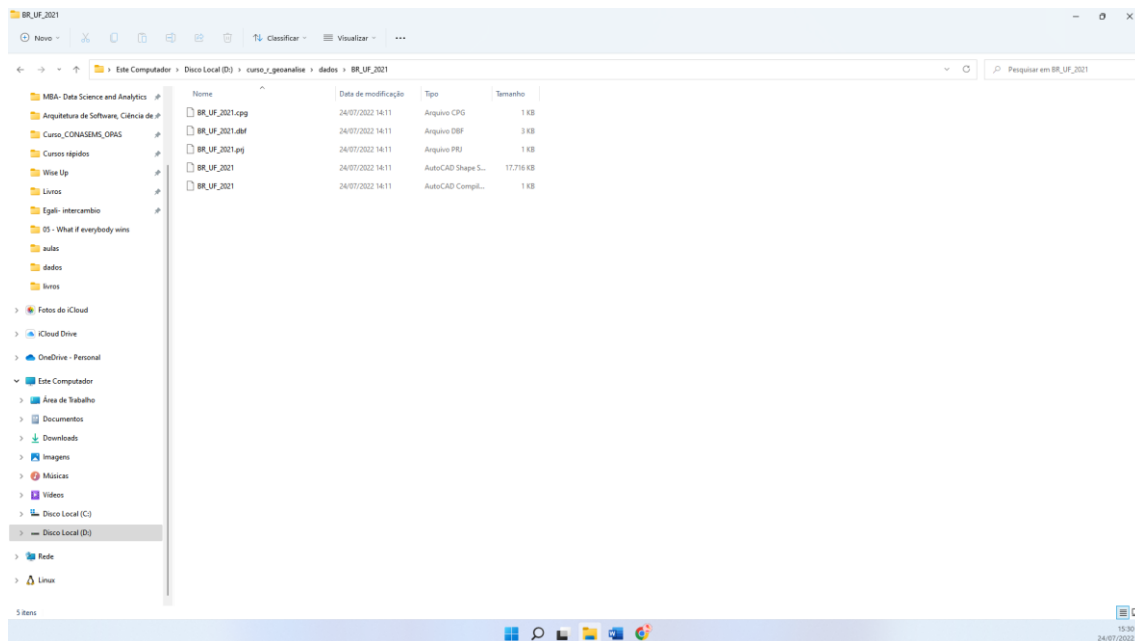 BR_UF_2021
Novo
Classificar
Visualizar
Este Computador > Disco Local (D:) > curso_r_geoanalise > dados > BR_UF_2021
Pesquisar em BR_UF_2021
Nome Data de modificação Tipo Tamanho
BR_UF_2021.cpg 24/07/2022 14:11 Arquivo CPG 1 KB
BR_UF_2021.dbf 24/07/2022 14:11 Arquivo DBF 3 KB
BR_UF_2021.prj 24/07/2022 14:11 Arquivo PRJ 1 KB
BR_UF_2021 24/07/2022 14:11 AutoCAD Shape S... 17.716 KB
BR_UF_2021 24/07/2022 14:11 AutoCAD Compil... 1 KB
MBA- Data Science and Analytics
Arquitetura de Software, Ciência de
Curso_CONASEMS_OPAS
Cursos rápidos
Wise Up
Livros
Egali- intercambio
05 - What if everybody wins
aulas
dados
livros
Fotos do iCloud
iCloud Drive
OneDrive - Personal
Este Computador
Área de Trabalho
Documentos
Downloads
Imagens
Músicas
Vídeos
Disco Local (C:)
Disco Local (D:)
Rede
Linux
5 itens
15:30
24/07/2022